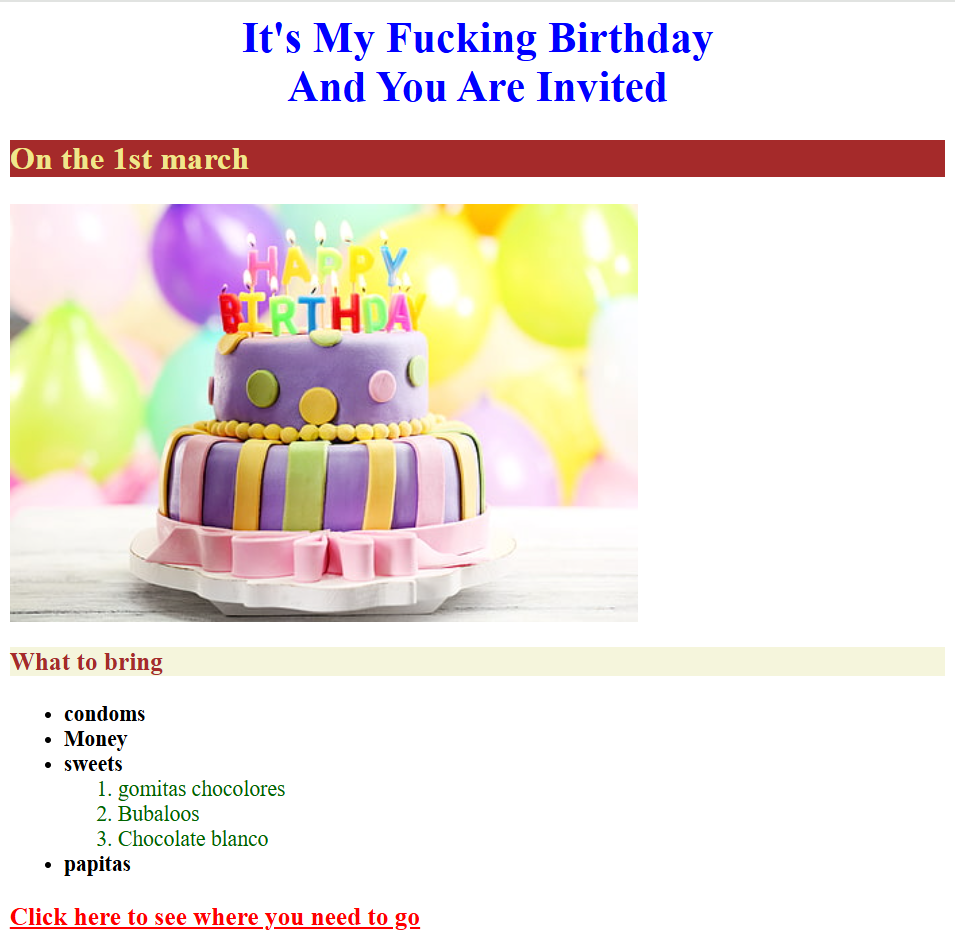 It's My Fucking Birthday
And You Are Invited
On the 1st march
HAPPY
BIRTHDAY
What to bring
• condoms
• Money
• sweets
1. gomitas chocolores
2. Bubaloos
3. Chocolate blanco
• papitas
Click here to see where you need to go